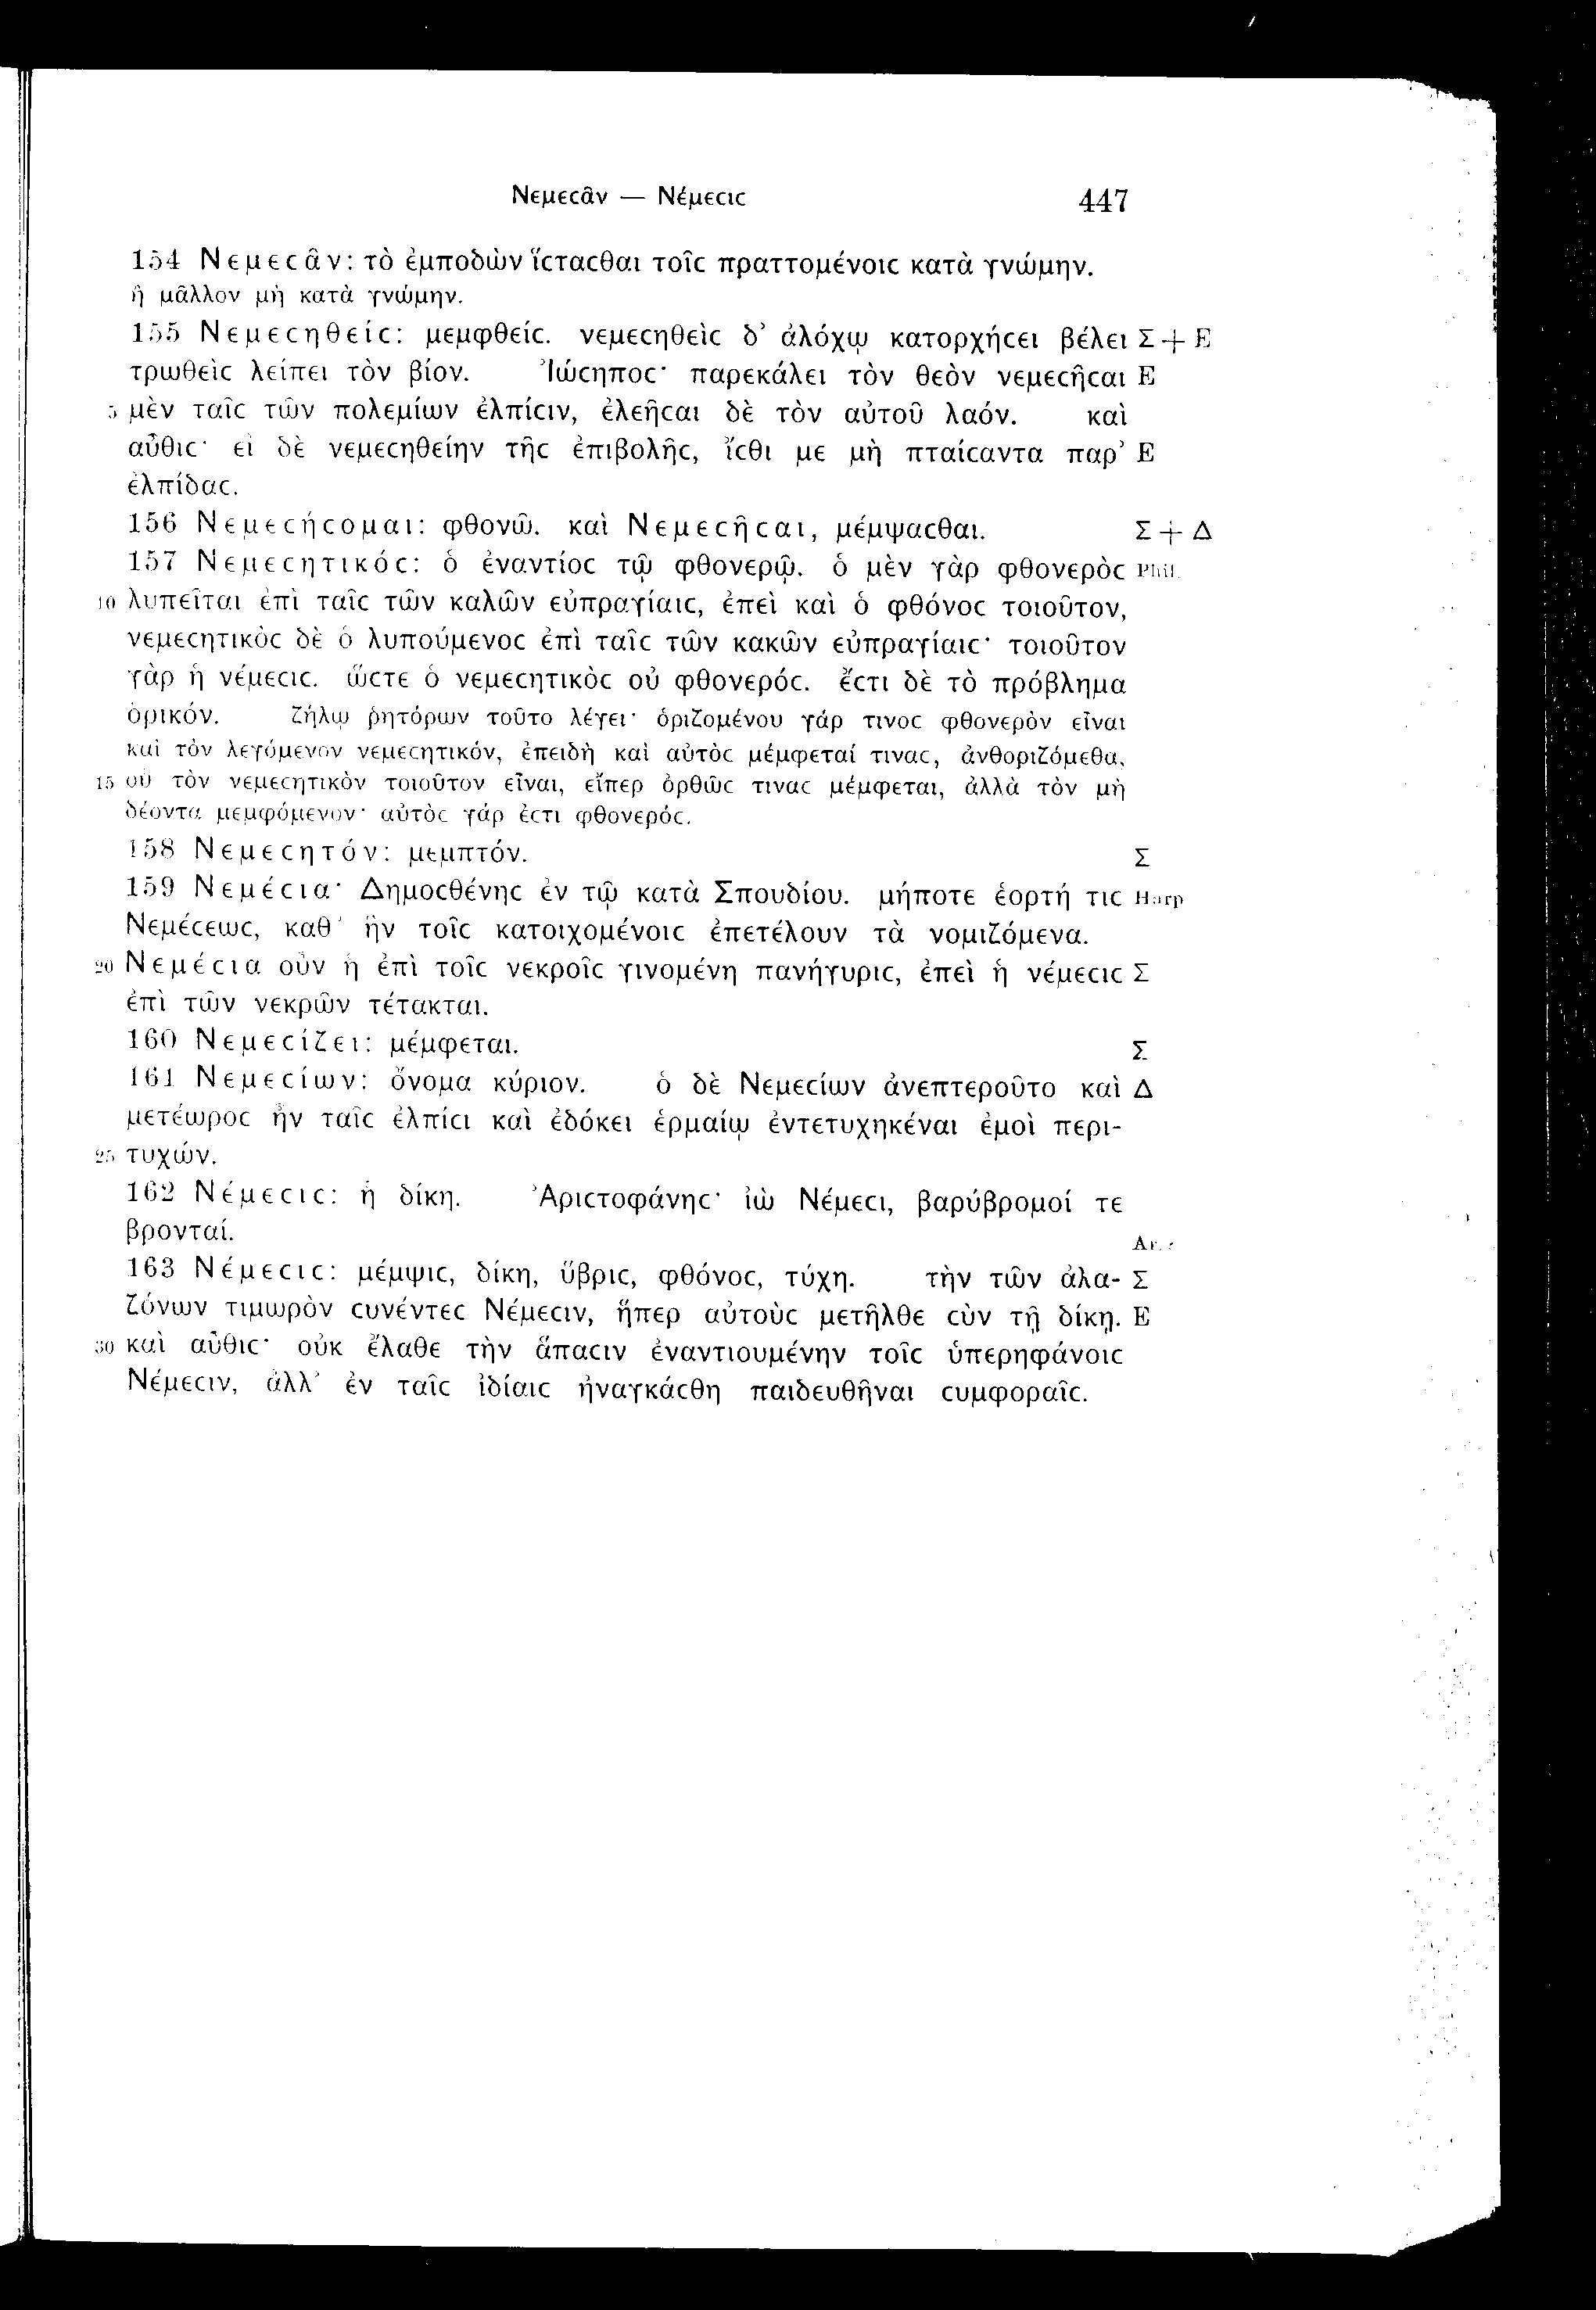 Νεμεcᾶν — Νέμεcιc 447
154 Νεμεcᾶν: τὸ ἐμποδὼν ἵcταcθαι τοῖc πραττομένοιc κατὰ γνώμην.
ἢ μᾶλλον μὴ κατὰ γνώμην.
155 Νεμεcηθείc: μεμφθείc. νεμεcηθεὶc δ’ ἀλόχῳ κατορχήcει βέλει Σ + Ε
τρωθεὶc λείπει τὸν βίον. Ἰώcηποc· παρεκάλει τὸν θεὸν νεμεcῆcαι Ε
5 μὲν ταῖc τῶν πολεμίων ἐλπίcιν, ἐλεῆcαι δὲ τὸν αὑτοῦ λαόν. καὶ
αὖθιc· εἰ δὲ νεμεcηθείην τῆc ἐπιβολῆc, ἴcθι με μὴ πταίcαντα παρ’ Ε
ἐλπίδαc.
156 Νεμεcήcομαι: φθονῶ. καὶ Νεμεcῆcαι, μέμψαcθαι. Σ + Δ
157 Νεμεcητικόc: ὁ ἐναντίοc τῷ φθονερῷ. ὁ μὲν γὰρ φθονερὸc Phil.
10 λυπεῖται ἐπὶ ταῖc τῶν καλῶν εὐπραγίαιc, ἐπεὶ καὶ ὁ φθόνοc τοιοῦτον,
νεμεcητικὸc δὲ ὁ λυπούμενοc ἐπὶ ταῖc τῶν κακῶν εὐπραγίαιc· τοιοῦτον
γὰρ ἡ νέμεcιc. ὥcτε ὁ νεμεcητικὸc οὐ φθονερόc. ἔcτι δὲ τὸ πρόβλημα
ὁρικόν. ζήλῳ ῥητόρων τοῦτο λέγει· ὁριζομένου γάρ τινοc φθονερὸν εἶναι
καὶ τὸν λεγόμενον νεμεcητικόν, ἐπειδὴ καὶ αὐτὸc μέμφεταί τιναc, ἀνθοριζόμεθα,
15 οὐ τὸν νεμεcητικὸν τοιοῦτον εἶναι, εἴπερ ὀρθῶc τιναc μέμφεται, ἀλλὰ τὸν μὴ
δέοντα μεμφόμενον· αὐτὸc γάρ ἐcτι φθονερόc.
158 Νεμεcητόν: μεμπτόν. Σ
159 Νεμέcια· Δημοcθένηc ἐν τῷ κατὰ Σπουδίου. μήποτε ἑορτή τιc Harp
Νεμέcεωc, καθ’ ἣν τοῖc κατοιχομένοιc ἐπετέλουν τὰ νομιζόμενα.
20 Νεμέcια οὖν ἡ ἐπὶ τοῖc νεκροῖc γινομένη πανήγυριc, ἐπεὶ ἡ νέμεcιc Σ
ἐπὶ τῶν νεκρῶν τέτακται.
160 Νεμεcίζει: μέμφεται. Σ
161 Νεμεcίων: ὄνομα κύριον. ὁ δὲ Νεμεcίων ἀνεπτεροῦτο καὶ Δ
μετέωροc ἦν ταῖc ἐλπίcι καὶ ἐδόκει ἑρμαίῳ ἐντετυχηκέναι ἐμοὶ περι-
25 τυχών.
162 Νέμεcιc: ἡ δίκη. Ἀριcτοφάνηc· ἰὼ Νέμεcι, βαρύβρομοί τε
βρονταί. Ar.
163 Νέμεcιc: μέμψιc, δίκη, ὕβριc, φθόνοc, τύχη. τὴν τῶν ἀλα- Σ
ζόνων τιμωρὸν cυνέντεc Νέμεcιν, ἥπερ αὐτοὺc μετῆλθε cὺν τῇ δίκῃ. Ε
30 καὶ αὖθιc· οὐκ ἔλαθε τὴν ἅπαcιν ἐναντιουμένην τοῖc ὑπερηφάνοιc
Νέμεcιν, ἀλλ’ ἐν ταῖc ἰδίαιc ἠναγκάcθη παιδευθῆναι cυμφοραῖc.